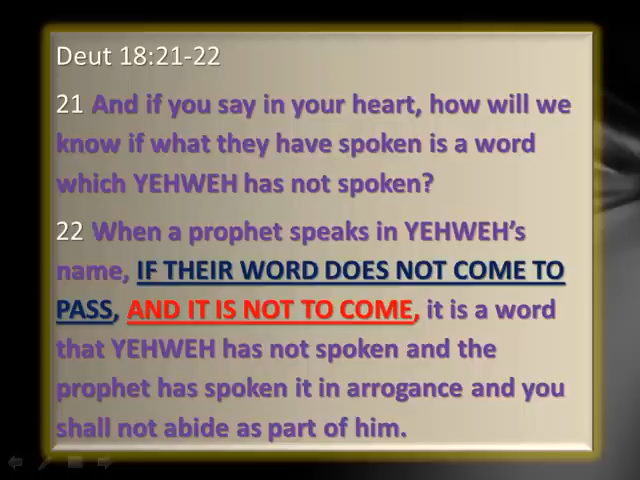 Deut 18:21-22
21 And if you say in your heart, how will we
know if what they have spoken is a word
which YEHWEH has not spoken?
22 When a prophet speaks in YEHWEH’s
name, IF THEIR WORD DOES NOT COME TO
PASS, AND IT IS NOT TO COME, it is a word
that YEHWEH has not spoken and the
prophet has spoken it in arrogance and you
shall not abide as part of him.